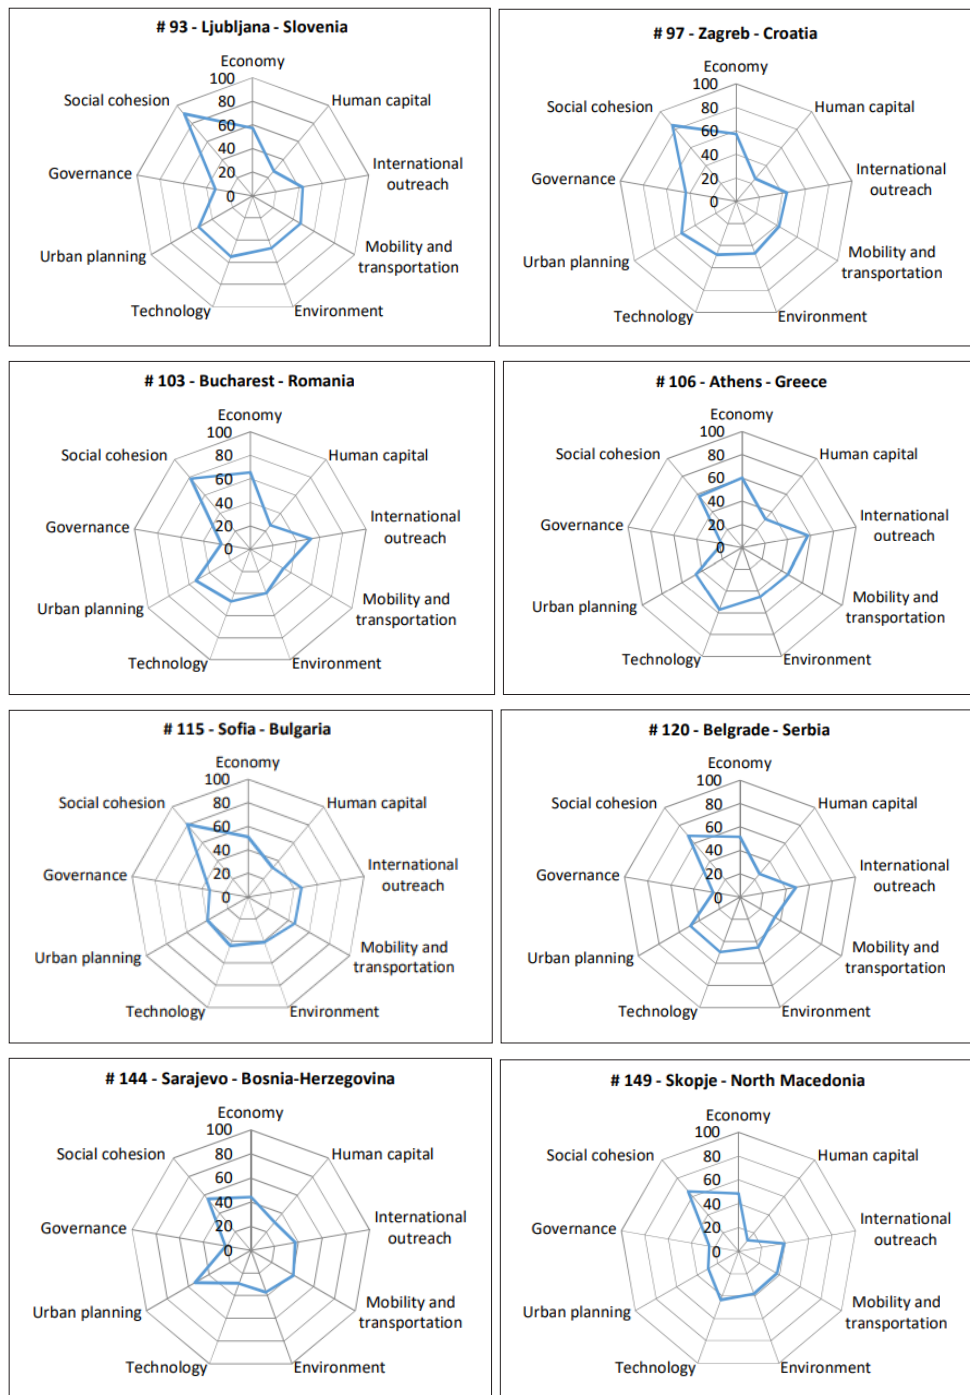 # 93 - Ljubljana - Slovenia
Economy
100
80
60
40
20
0
Human capital
International
outreach
Mobility and
transportation
Environment
Technology
Urban planning
Governance
Social cohesion
# 97 - Zagreb - Croatia
Economy
100
80
60
40
20
0
Human capital
International
outreach
Mobility and
transportation
Environment
Technology
Urban planning
Governance
Social cohesion
# 103 - Bucharest - Romania
Economy
100
80
60
40
20
0
Human capital
International
outreach
Mobility and
transportation
Environment
Technology
Urban planning
Governance
Social cohesion
# 106 - Athens - Greece
Economy
100
80
60
40
20
0
Human capital
International
outreach
Mobility and
transportation
Environment
Technology
Urban planning
Governance
Social cohesion
# 115 - Sofia - Bulgaria
Economy
100
80
60
40
20
0
Human capital
International
outreach
Mobility and
transportation
Environment
Technology
Urban planning
Governance
Social cohesion
# 120 - Belgrade - Serbia
Economy
100
80
60
40
20
0
Human capital
International
outreach
Mobility and
transportation
Environment
Technology
Urban planning
Governance
Social cohesion
# 144 - Sarajevo - Bosnia-Herzegovina
Economy
100
80
60
40
20
0
Human capital
International
outreach
Mobility and
transportation
Environment
Technology
Urban planning
Governance
Social cohesion
# 149 - Skopje - North Macedonia
Economy
100
80
60
40
20
0
Human capital
International
outreach
Mobility and
transportation
Environment
Technology
Urban planning
Governance
Social cohesion